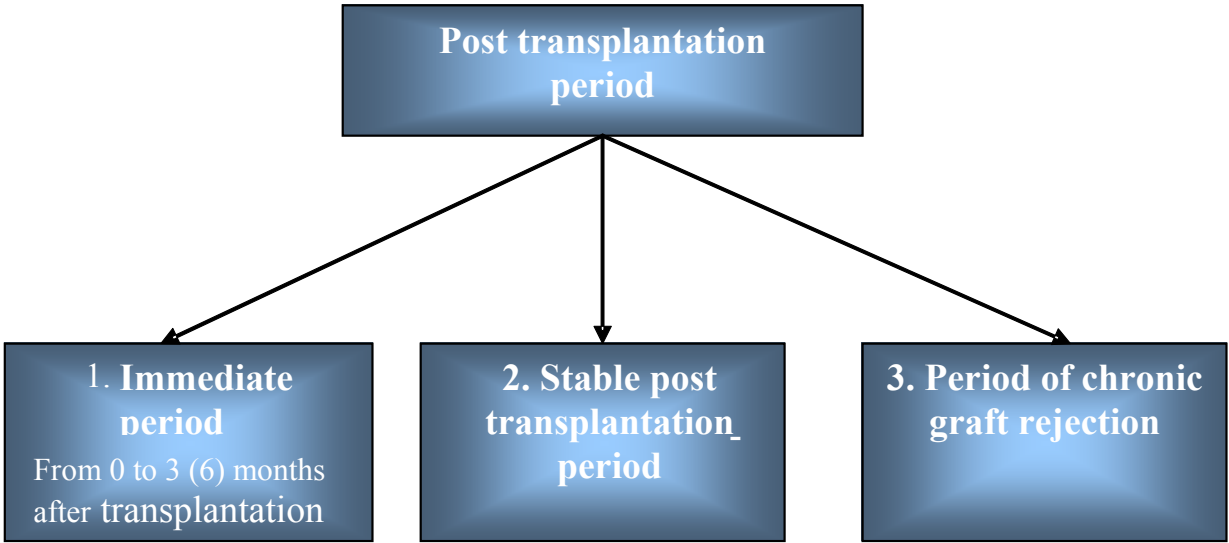 Post transplantation
period
1. Immediate
period
From 0 to 3 (6) months
after transplantation
2. Stable post
transplantation
period
3. Period of chronic
graft rejection